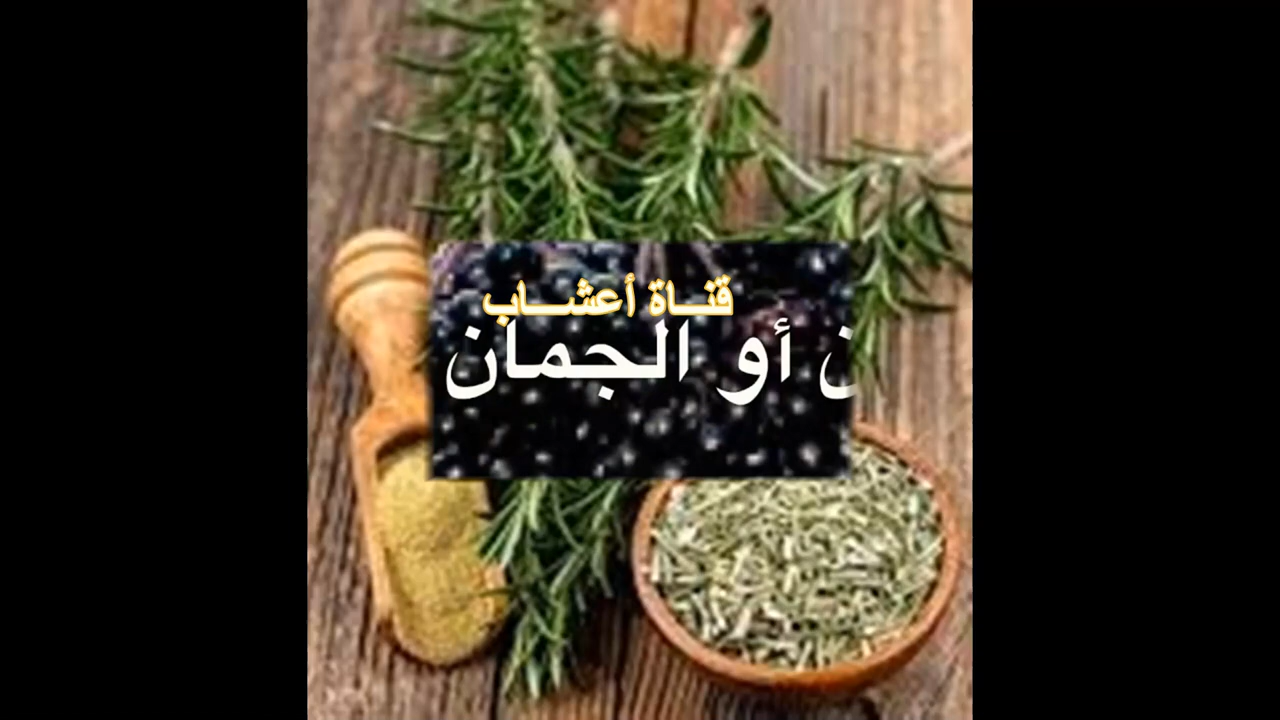 قناة أعشاب
ن أو الجمان